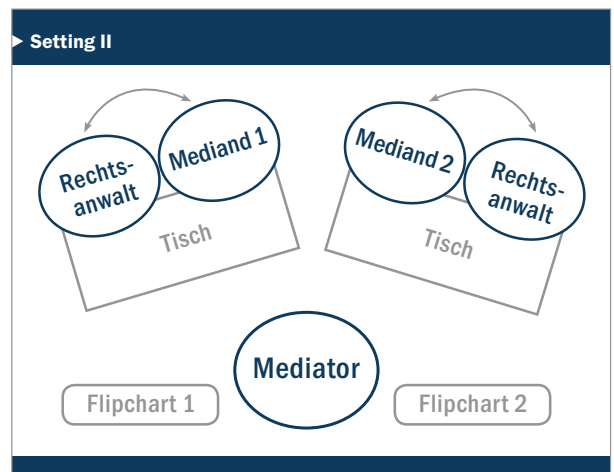 Setting II
Rechts-
anwalt
Mediand 1
Tisch
Mediand 2
Rechts-
anwalt
Tisch
Mediator
Flipchart 1
Flipchart 2